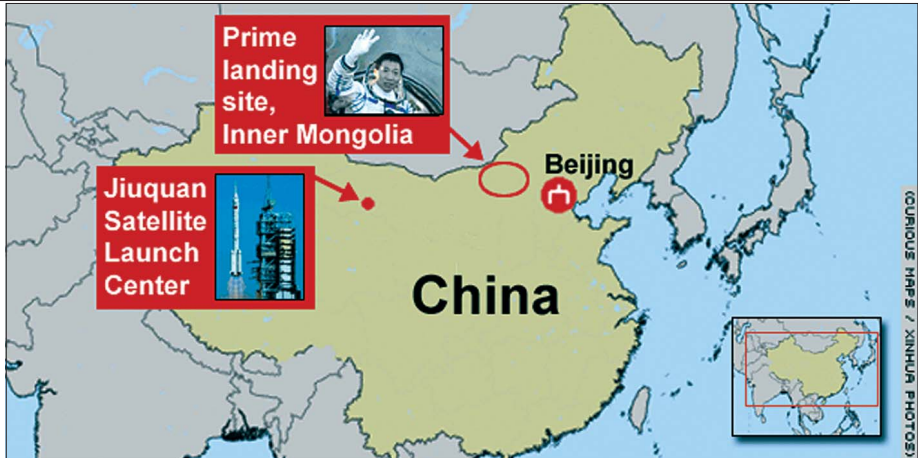 Prime
landing
site,
Inner Mongolia
Beijing
Jiuquan
Satellite
Launch
Center
China
(CURIOUS MAPS / XINHUA PHOTOS)